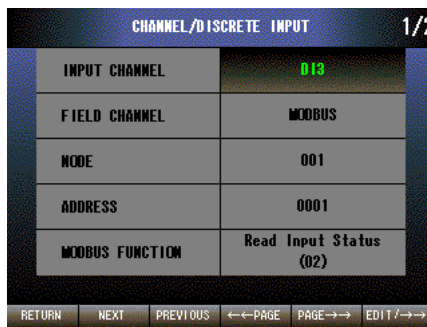 CHANNEL/DISCRETE INPUT 1/2
INPUT CHANNEL DI3
FIELD CHANNEL MODBUS
NODE 001
ADDRESS 0001
MODBUS FUNCTION Read Input Status
(02)
RETURN NEXT PREVIOUS ←←PAGE PAGE→→ EDIT/→→